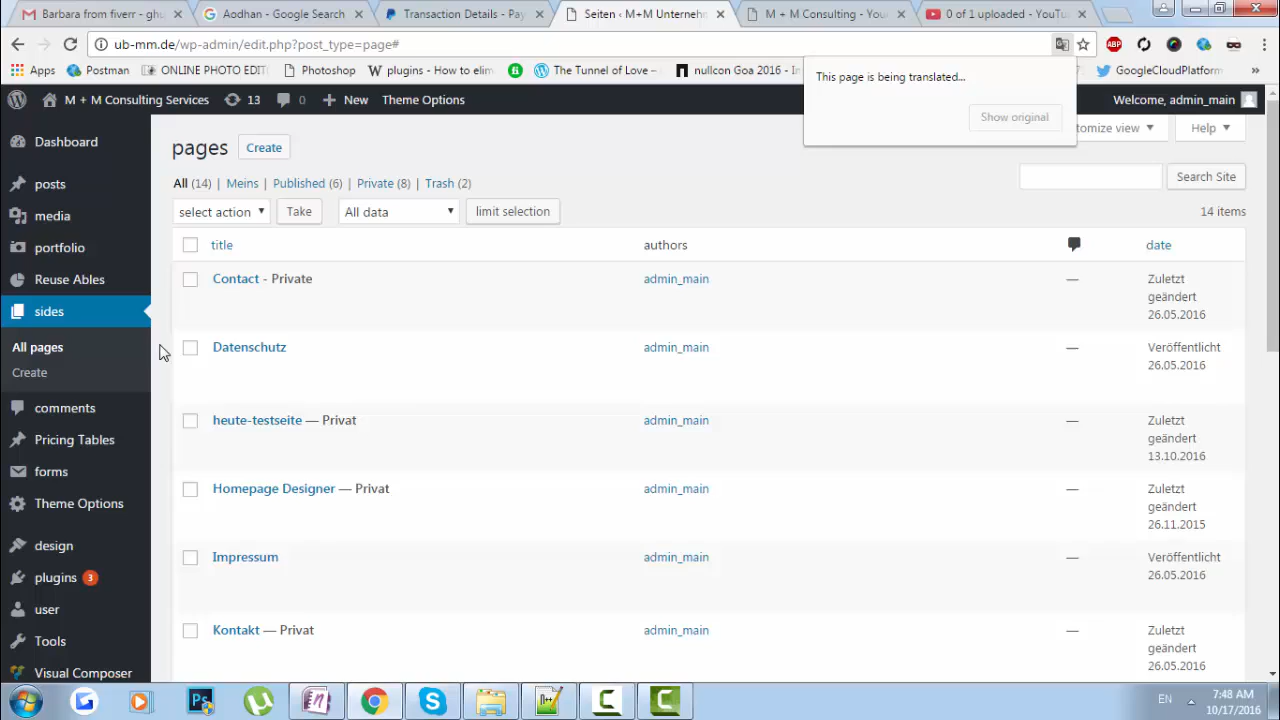 Barbara from fiverr - ghu
Aodhan - Google Search
Transaction Details - Pay
Seiten ‹ M+M Unterneh
M + M Consulting - You
0 of 1 uploaded - YouTu
ub-mm.de/wp-admin/edit.php?post_type=page#
Apps
Postman
ONLINE PHOTO EDIT
Photoshop
plugins - How to elim
The Tunnel of Love –
nullcon Goa 2016 - In
GoogleCloudPlatform
»
This page is being translated...
Show original
M + M Consulting Services
13
0
New
Theme Options
Welcome, admin_main
Dashboard
posts
media
portfolio
Reuse Ables
sides
All pages
Create
comments
Pricing Tables
forms
Theme Options
design
plugins 3
user
Tools
Visual Composer
pages
Create
tomize view
Help
All (14) | Meins | Published (6) | Private (8) | Trash (2)
Search Site
select action
Take
All data
limit selection
14 items
title
authors
date
Contact - Private
admin_main
—
Zuletzt
geändert
26.05.2016
Datenschutz
admin_main
—
Veröffentlicht
26.05.2016
heute-testseite — Privat
admin_main
—
Zuletzt
geändert
13.10.2016
Homepage Designer — Privat
admin_main
—
Zuletzt
geändert
26.11.2015
Impressum
admin_main
—
Veröffentlicht
26.05.2016
Kontakt — Privat
admin_main
—
Zuletzt
geändert
26.05.2016
EN
7:48 AM
10/17/2016